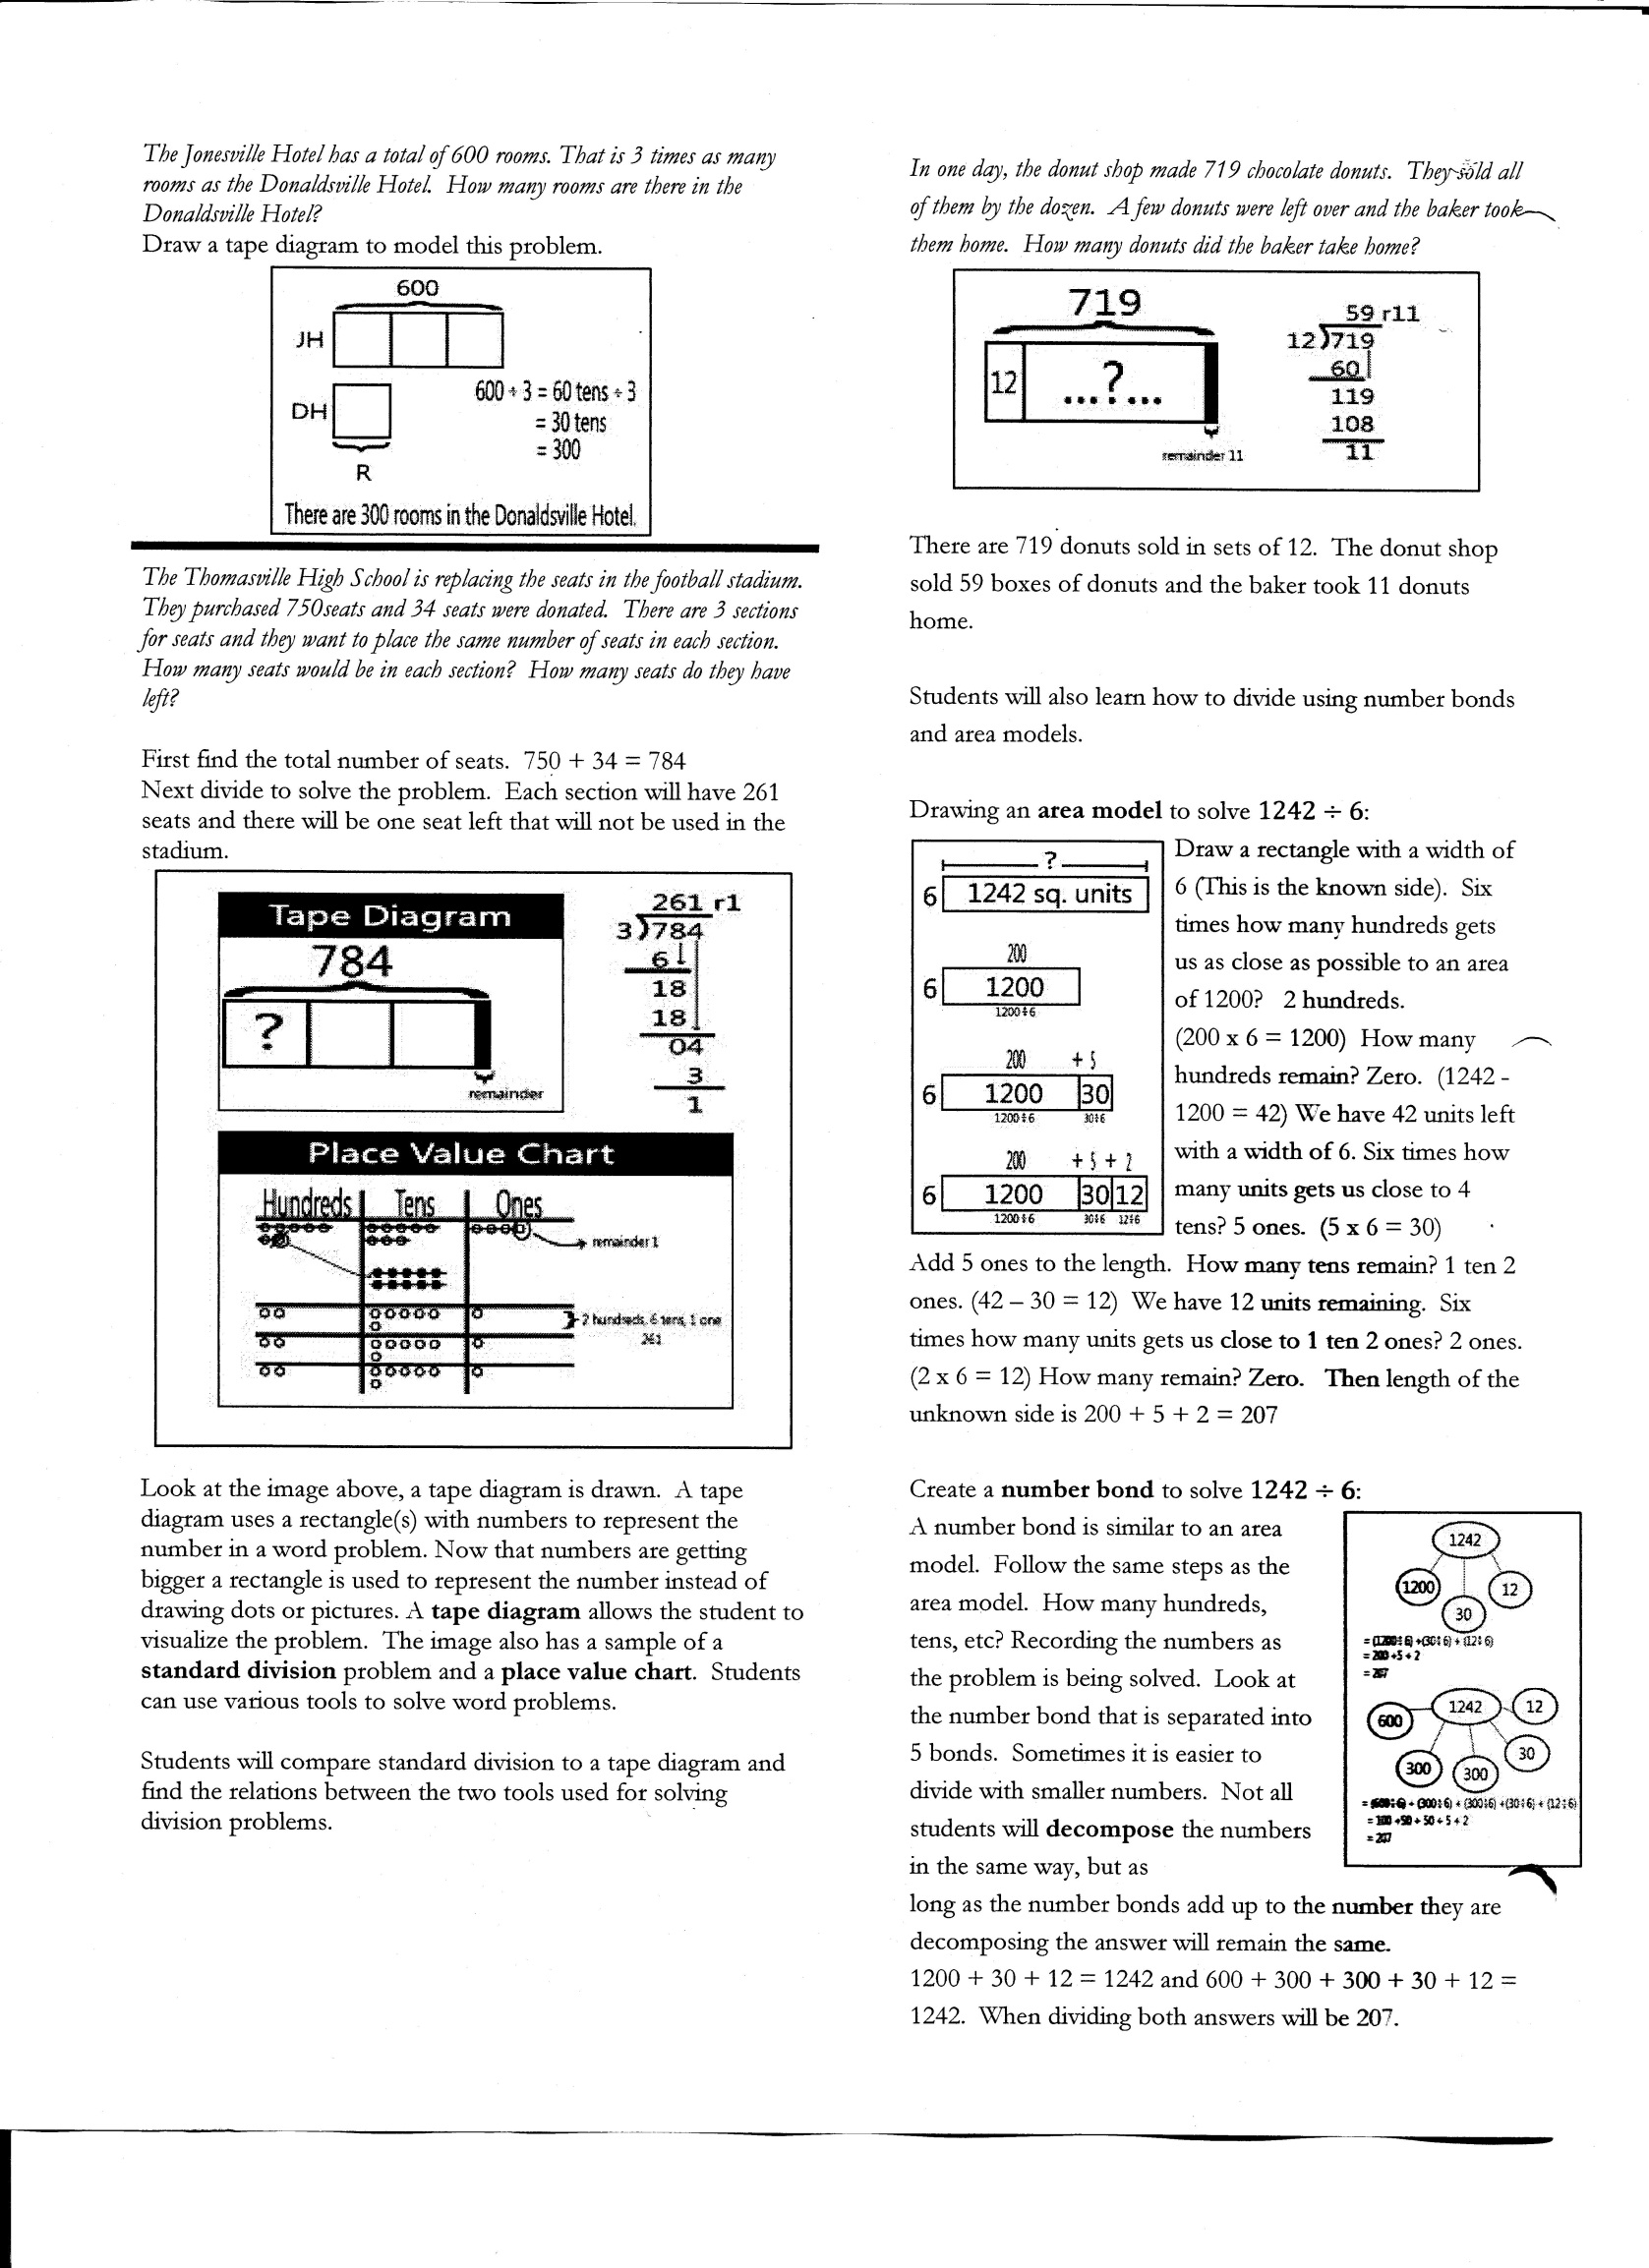 The Jonesville Hotel has a total of 600 rooms. That is 3 times as many
rooms as the Donaldsville Hotel. How many rooms are there in the
Donaldsville Hotel?
Draw a tape diagram to model this problem.
600
JH
DH
R
600 ÷ 3 = 60 tens ÷ 3
= 30 tens
= 300
There are 300 rooms in the Donaldsville Hotel.
The Thomasville High School is replacing the seats in the football stadium.
They purchased 750seats and 34 seats were donated. There are 3 sections
for seats and they want to place the same number of seats in each section.
How many seats would be in each section? How many seats do they have
left?
First find the total number of seats. 750 + 34 = 784
Next divide to solve the problem. Each section will have 261
seats and there will be one seat left that will not be used in the
stadium.
Tape Diagram
784
?
remainder
261 r1
3)784
6
18
18
04
3
1
Place Value Chart
Hundreds Tens Ones
remainder 1
2 hundreds, 6 tens, 1 one
261
Look at the image above, a tape diagram is drawn. A tape
diagram uses a rectangle(s) with numbers to represent the
number in a word problem. Now that numbers are getting
bigger a rectangle is used to represent the number instead of
drawing dots or pictures. A tape diagram allows the student to
visualize the problem. The image also has a sample of a
standard division problem and a place value chart. Students
can use various tools to solve word problems.
Students will compare standard division to a tape diagram and
find the relations between the two tools used for solving
division problems.
In one day, the donut shop made 719 chocolate donuts. They sold all
of them by the dozen. A few donuts were left over and the baker took
them home. How many donuts did the baker take home?
719
12
...?...
remainder 11
59 r11
12)719
60
119
108
11
There are 719 donuts sold in sets of 12. The donut shop
sold 59 boxes of donuts and the baker took 11 donuts
home.
Students will also learn how to divide using number bonds
and area models.
Drawing an area model to solve 1242 ÷ 6:
?
6 1242 sq. units
200
6 1200
1200÷6
200 + 5
6 1200 30
1200÷6 30÷6
200 + 5 + 2
6 1200 30 12
1200÷6 30÷6 12÷6
Draw a rectangle with a width of
6 (This is the known side). Six
times how many hundreds gets
us as close as possible to an area
of 1200? 2 hundreds.
(200 x 6 = 1200) How many
hundreds remain? Zero. (1242 -
1200 = 42) We have 42 units left
with a width of 6. Six times how
many units gets us close to 4
tens? 5 ones. (5 x 6 = 30)
Add 5 ones to the length. How many tens remain? 1 ten 2
ones. (42 – 30 = 12) We have 12 units remaining. Six
times how many units gets us close to 1 ten 2 ones? 2 ones.
(2 x 6 = 12) How many remain? Zero. Then length of the
unknown side is 200 + 5 + 2 = 207
Create a number bond to solve 1242 ÷ 6:
A number bond is similar to an area
model. Follow the same steps as the
area model. How many hundreds,
tens, etc? Recording the numbers as
the problem is being solved. Look at
the number bond that is separated into
5 bonds. Sometimes it is easier to
divide with smaller numbers. Not all
students will decompose the numbers
in the same way, but as
long as the number bonds add up to the number they are
decomposing the answer will remain the same.
1200 + 30 + 12 = 1242 and 600 + 300 + 300 + 30 + 12 =
1242. When dividing both answers will be 207.
1242
1200 30 12
= (1200÷6) +(30÷6) + (12÷6)
= 200 +5 + 2
= 207
1242
600 300 300 30 12
= (600÷6) + (300÷6) + (300÷6) +(30÷6) + (12÷6)
= 100 +50 + 50 + 5 + 2
= 207